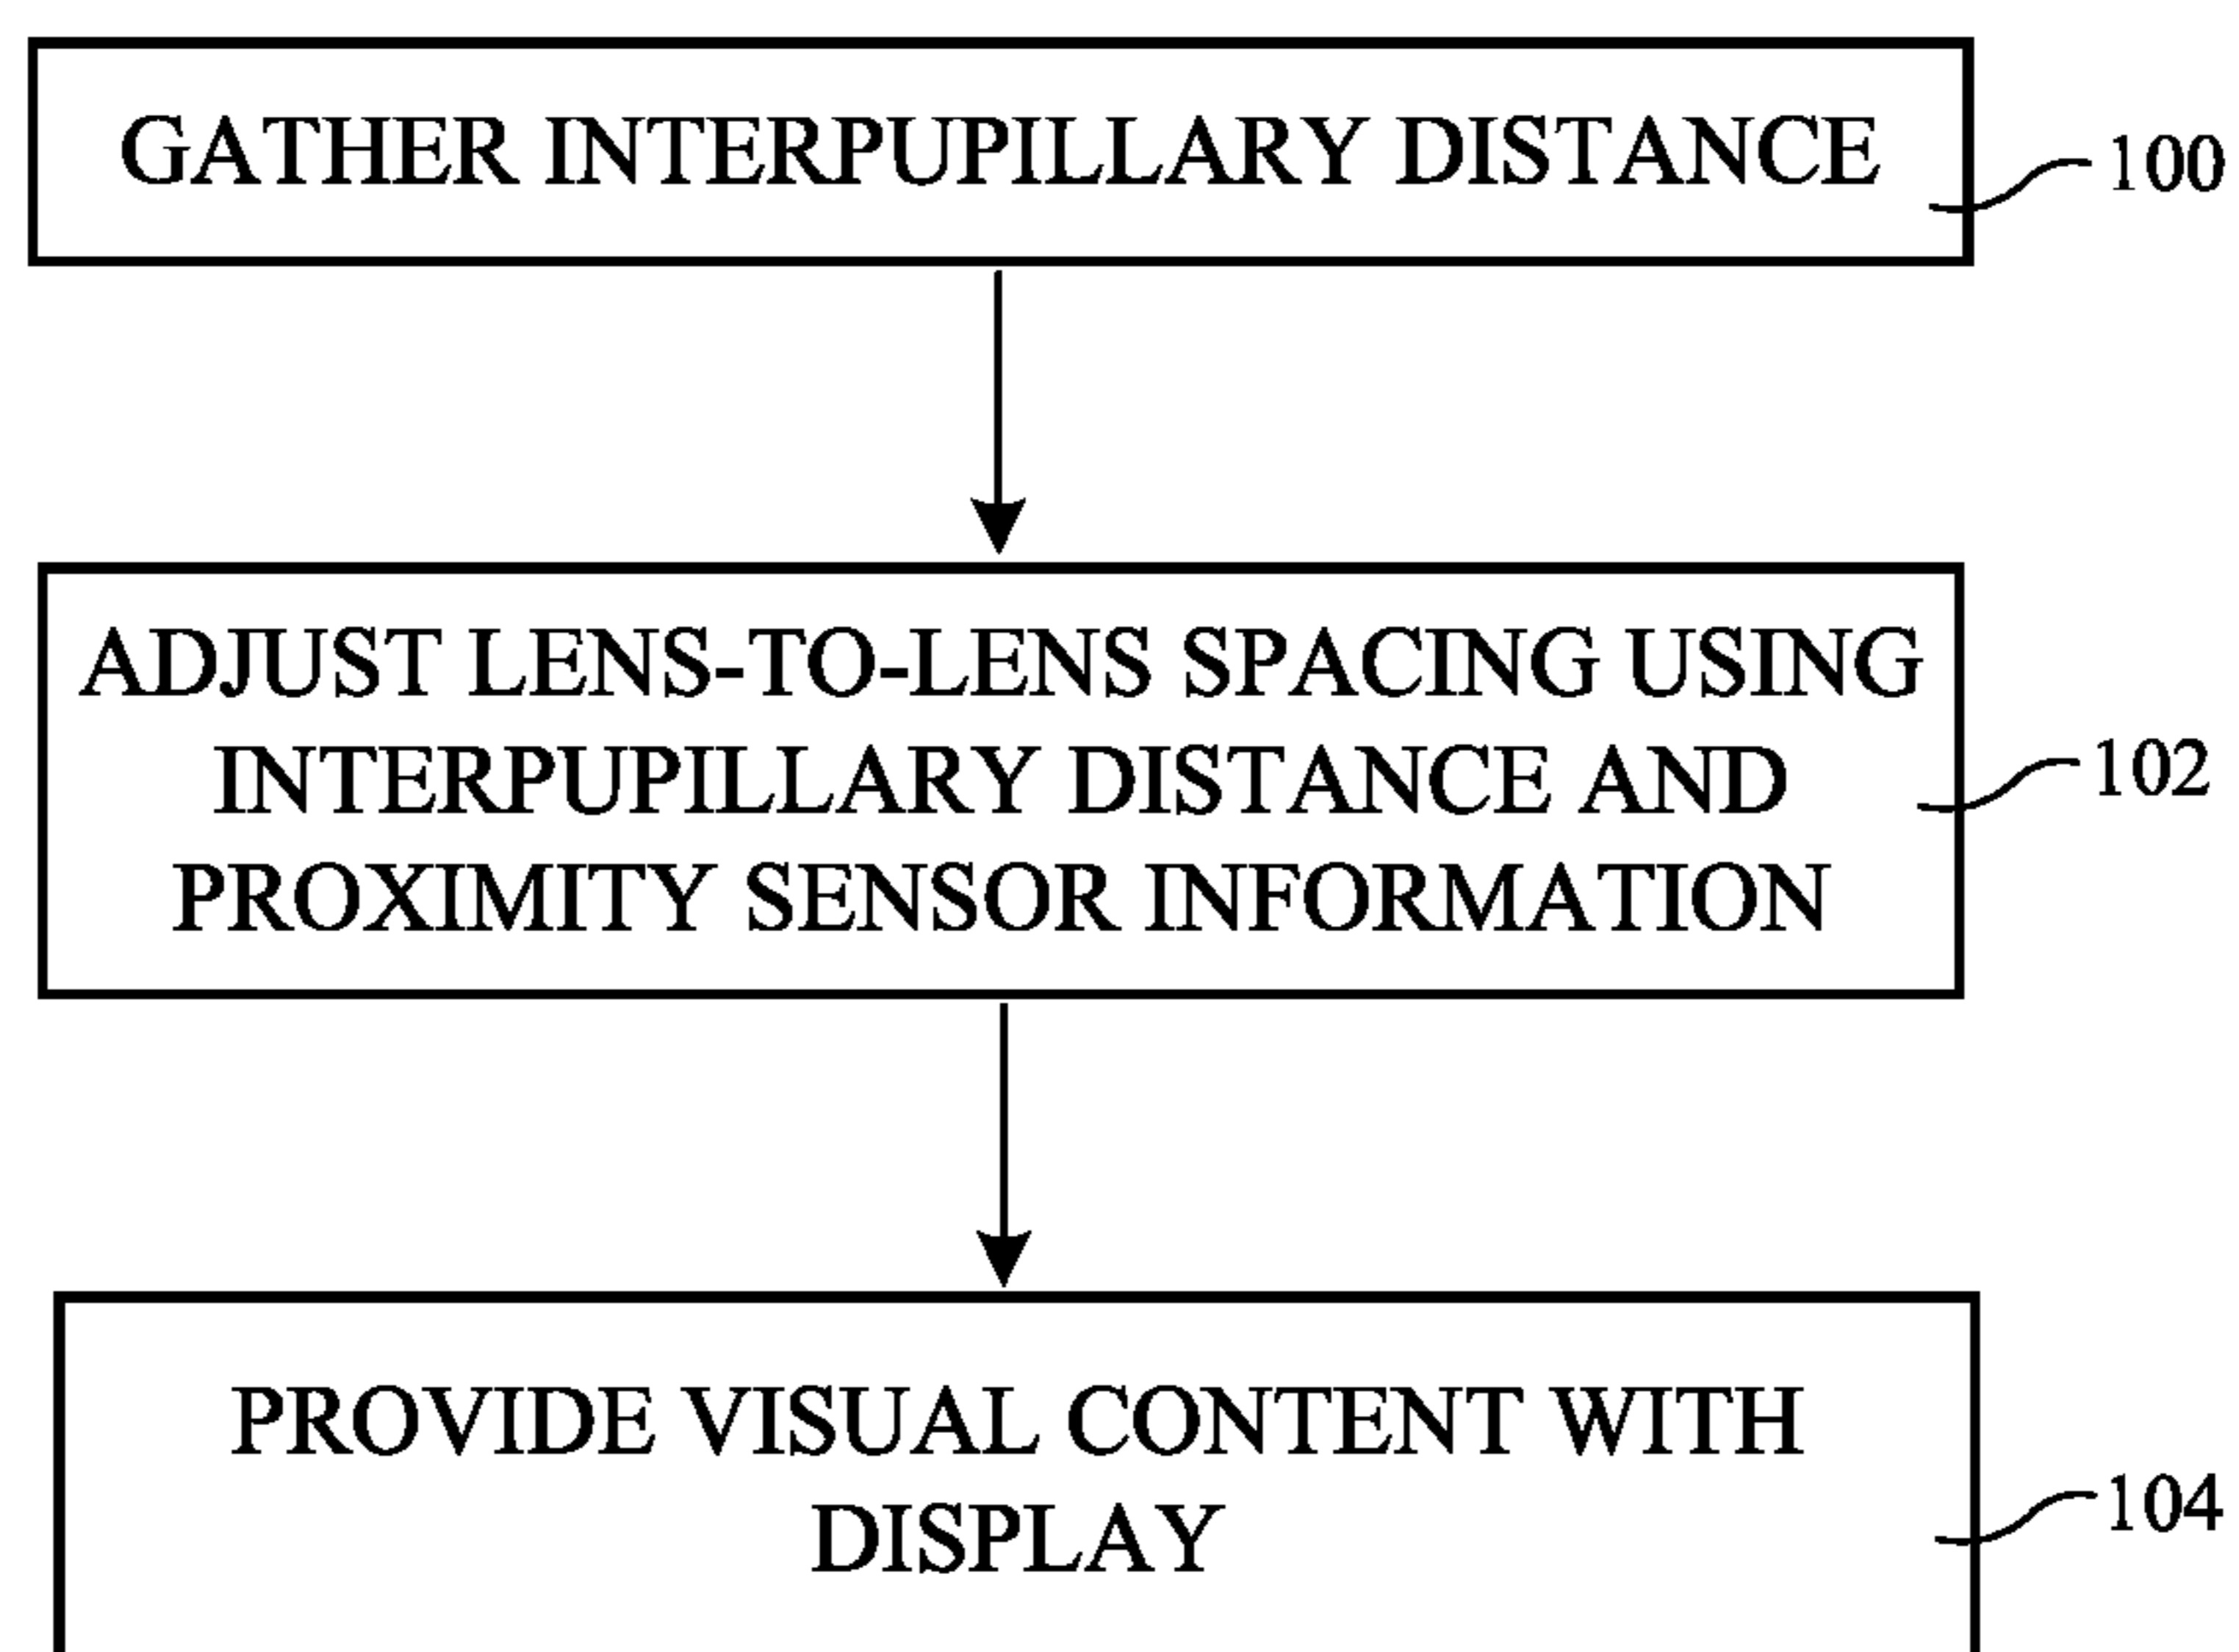 GATHER INTERPUPILLARY DISTANCE
100
ADJUST LENS-TO-LENS SPACING USING
INTERPUPILLARY DISTANCE AND
PROXIMITY SENSOR INFORMATION
102
PROVIDE VISUAL CONTENT WITH
DISPLAY
104